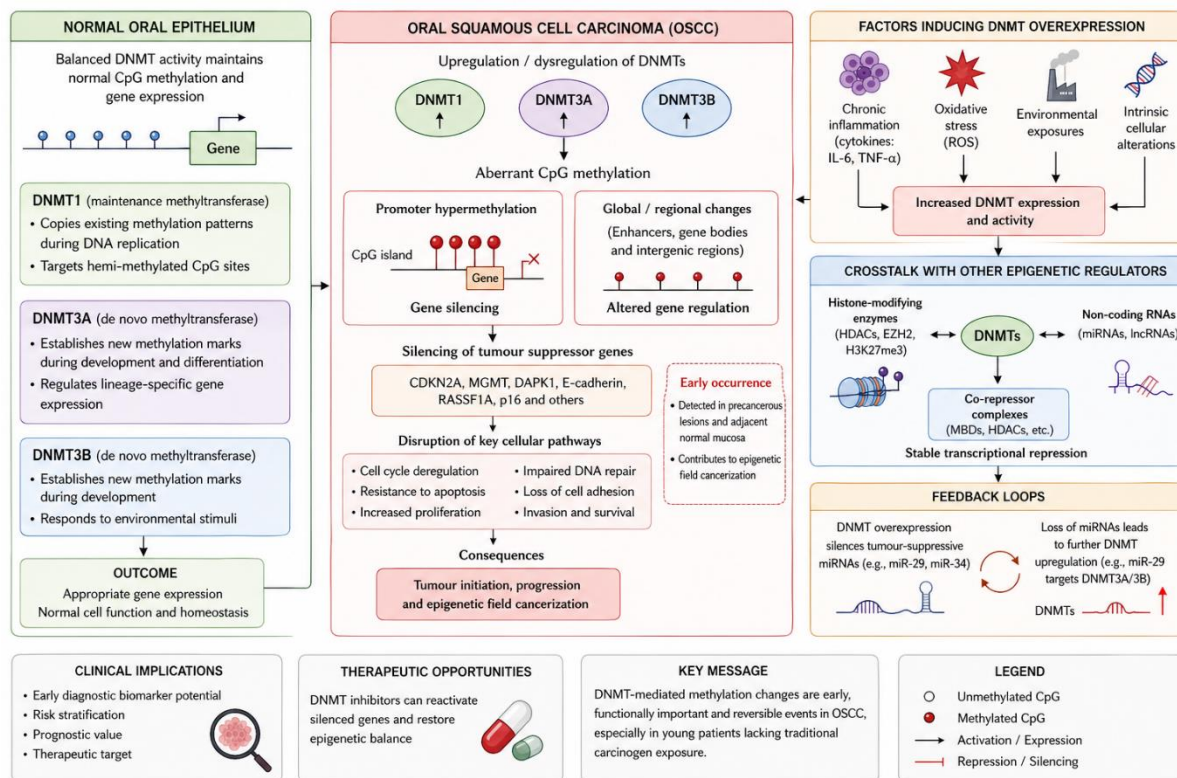 NORMAL ORAL EPITHELIUM
Balanced DNMT activity maintains
normal CpG methylation and
gene expression
Gene
DNMT1 (maintenance methyltransferase)
• Copies existing methylation patterns
during DNA replication
• Targets hemi-methylated CpG sites
DNMT3A (de novo methyltransferase)
• Establishes new methylation marks
during development and differentiation
• Regulates lineage-specific gene
expression
DNMT3B (de novo methyltransferase)
• Establishes new methylation marks
during development
• Responds to environmental stimuli
OUTCOME
Appropriate gene expression
Normal cell function and homeostasis
ORAL SQUAMOUS CELL CARCINOMA (OSCC)
Upregulation / dysregulation of DNMTs
DNMT1
DNMT3A
DNMT3B
Aberrant CpG methylation
Promoter hypermethylation
CpG island
Gene
Gene silencing
Global / regional changes
(Enhancers, gene bodies
and intergenic regions)
Altered gene regulation
Silencing of tumour suppressor genes
CDKN2A, MGMT, DAPK1, E-cadherin,
RASSF1A, p16 and others
Disruption of key cellular pathways
• Cell cycle deregulation
• Resistance to apoptosis
• Increased proliferation
• Impaired DNA repair
• Loss of cell adhesion
• Invasion and survival
Early occurrence
• Detected in precancerous
lesions and adjacent
normal mucosa
• Contributes to epigenetic
field cancerization
Consequences
Tumour initiation, progression
and epigenetic field cancerization
FACTORS INDUCING DNMT OVEREXPRESSION
Chronic
inflammation
(cytokines:
IL-6, TNF-α)
Oxidative
stress
(ROS)
Environmental
exposures
Intrinsic
cellular
alterations
Increased DNMT expression
and activity
CROSSTALK WITH OTHER EPIGENETIC REGULATORS
Histone-modifying
enzymes
(HDACs, EZH2,
H3K27me3)
DNMTs
Non-coding RNAs
(miRNAs, lncRNAs)
Co-repressor
complexes
(MBDs, HDACs, etc.)
Stable transcriptional repression
FEEDBACK LOOPS
DNMT overexpression
silences tumour-suppressive
miRNAs (e.g., miR-29, miR-34)
Loss of miRNAs leads
to further DNMT
upregulation (e.g., miR-29
targets DNMT3A/3B)
DNMTs
CLINICAL IMPLICATIONS
• Early diagnostic biomarker potential
• Risk stratification
• Prognostic value
• Therapeutic target
THERAPEUTIC OPPORTUNITIES
DNMT inhibitors can reactivate
silenced genes and restore
epigenetic balance
KEY MESSAGE
DNMT-mediated methylation changes are early,
functionally important and reversible events in OSCC,
especially in young patients lacking traditional
carcinogen exposure.
LEGEND
Unmethylated CpG
Methylated CpG
Activation / Expression
Repression / Silencing